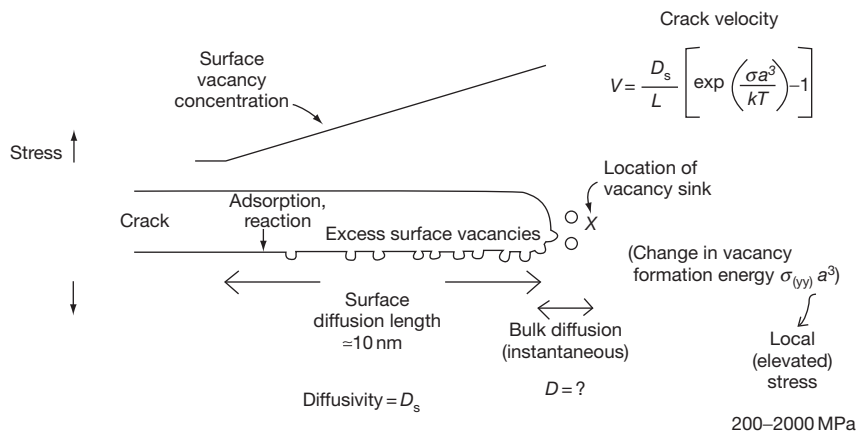 Crack velocity
V = D_s / L [ exp ( σa³ / kT ) –1 ]
Surface
vacancy
concentration
Stress
Location of
vacancy sink
X
Crack
Adsorption,
reaction
Excess surface vacancies
(Change in vacancy
formation energy σ_(yy) a³)
Surface
diffusion length
≃10 nm
Bulk diffusion
(instantaneous)
D = ?
Local
(elevated)
stress
Diffusivity = D_s
200–2000 MPa